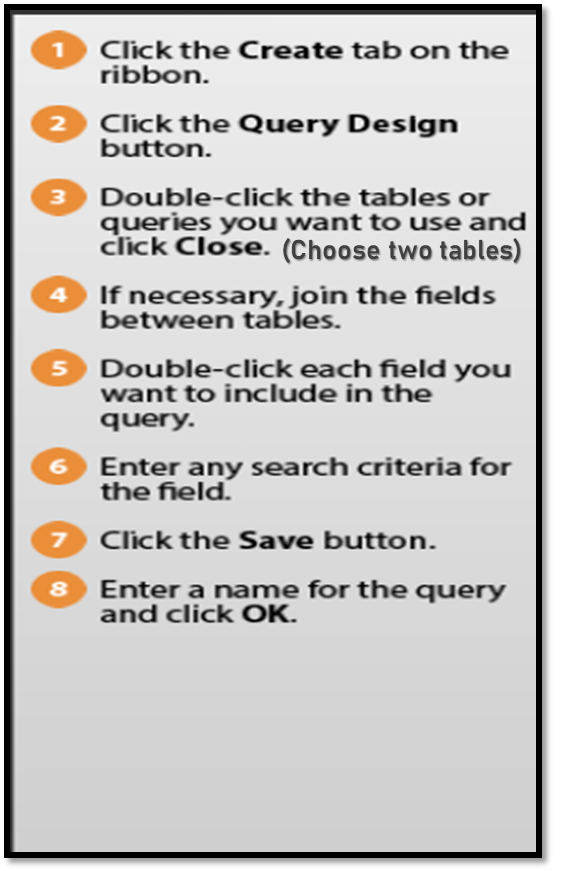 1 Click the Create tab on the
ribbon.
2 Click the Query Design
button.
3 Double-click the tables or
queries you want to use and
click Close. (Choose two tables)
4 If necessary, join the fields
between tables.
5 Double-click each field you
want to include in the
query.
6 Enter any search criteria for
the field.
7 Click the Save button.
8 Enter a name for the query
and click OK.